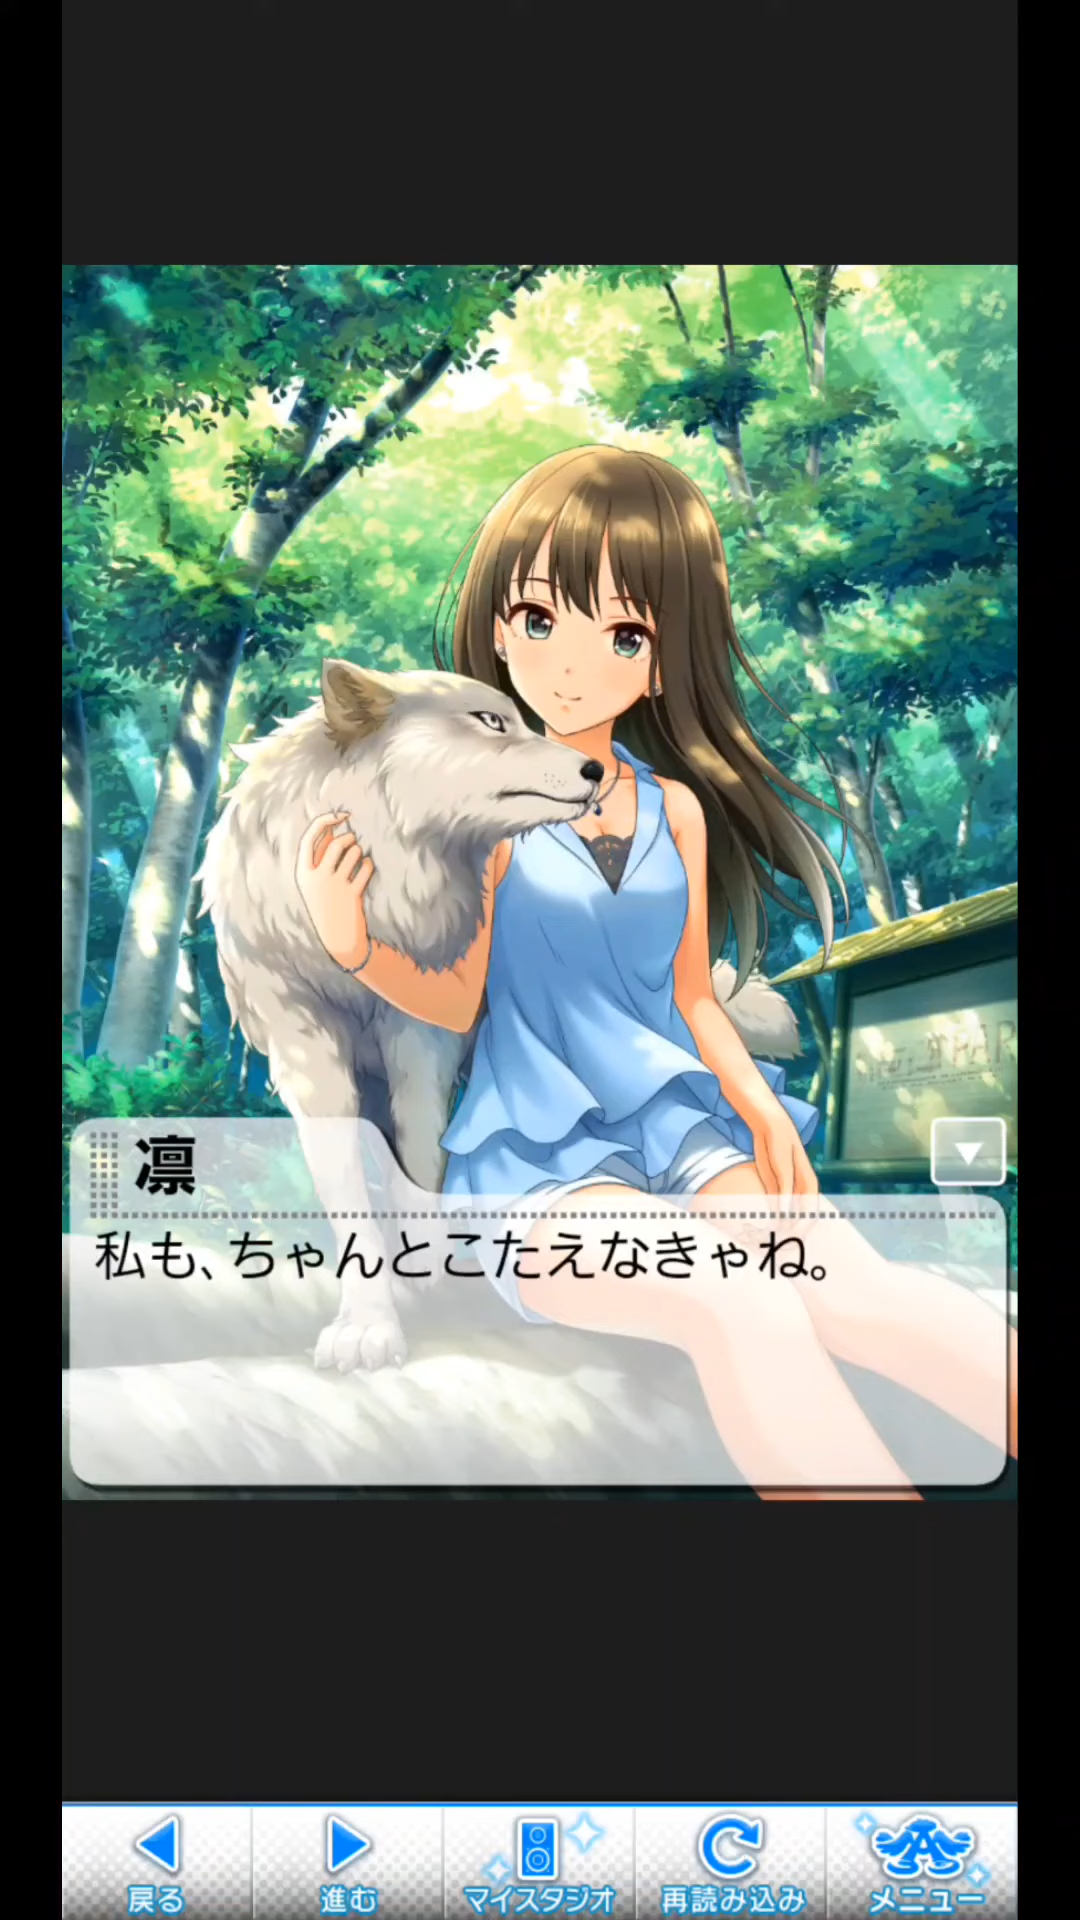 凛
私も、ちゃんとこたえなきゃね。
戻る
進む
マイスタジオ
再読み込み
メニュー